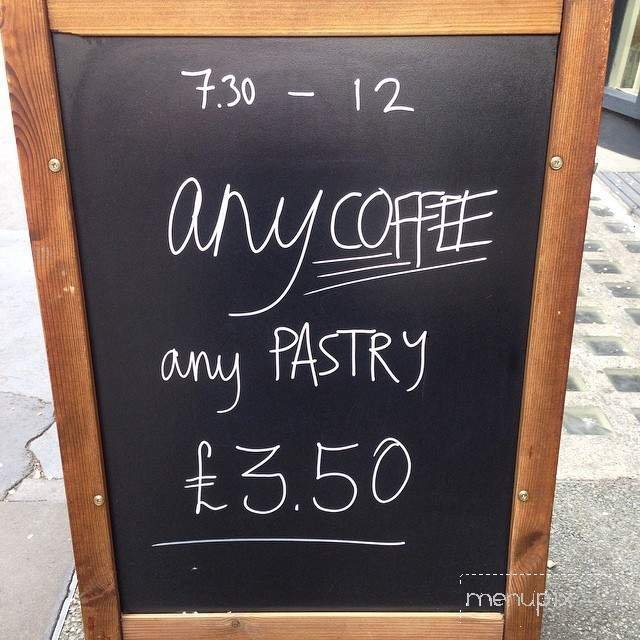 7.30 - 12
any COFFEE
any PASTRY
£3.50
menupix